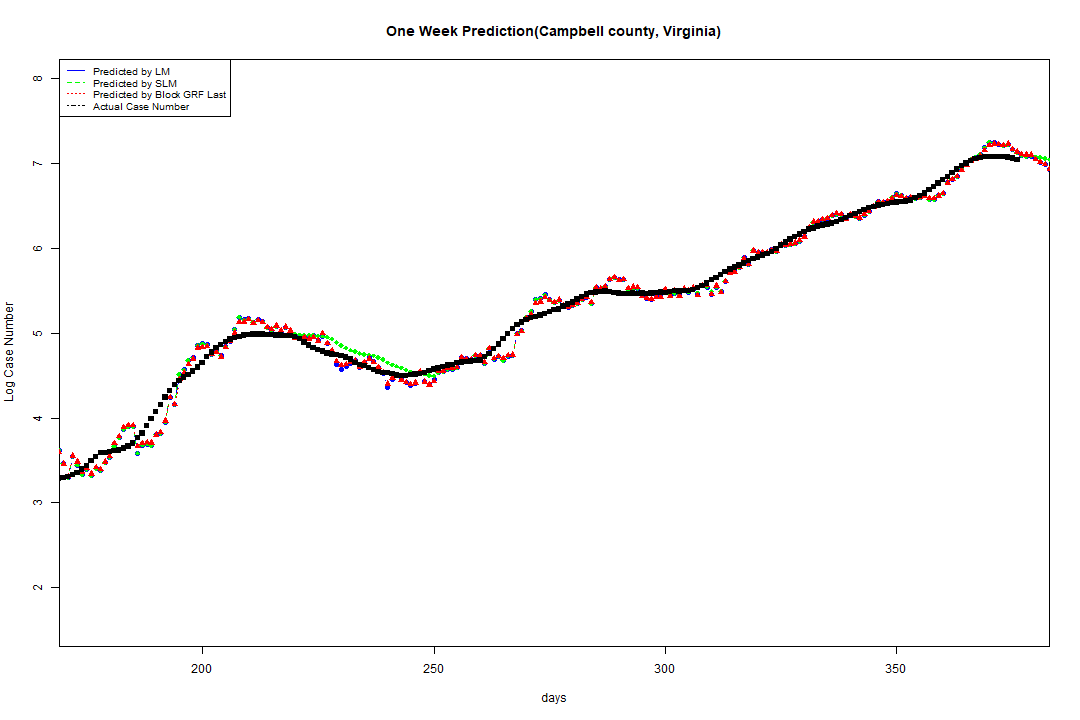 One Week Prediction(Campbell county, Virginia)
Predicted by LM
Predicted by SLM
Predicted by Block GRF Last
Actual Case Number
8
7
6
5
4
3
2
Log Case Number
200 250 300 350
days